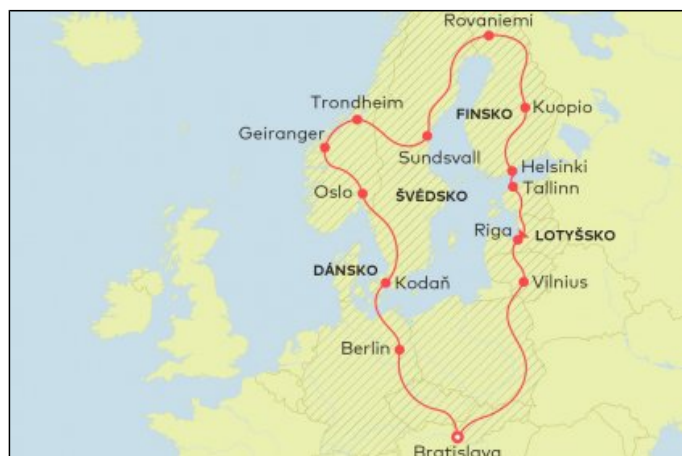 Rovaniemi
Trondheim
FINSKO
Kuopio
Geiranger
Sundsvall
Helsinki
Tallinn
Oslo
ŠVÉDSKO
Riga
LOTYŠSKO
DÁNSKO
Kodaň
Vilnius
Berlin
Bratislava